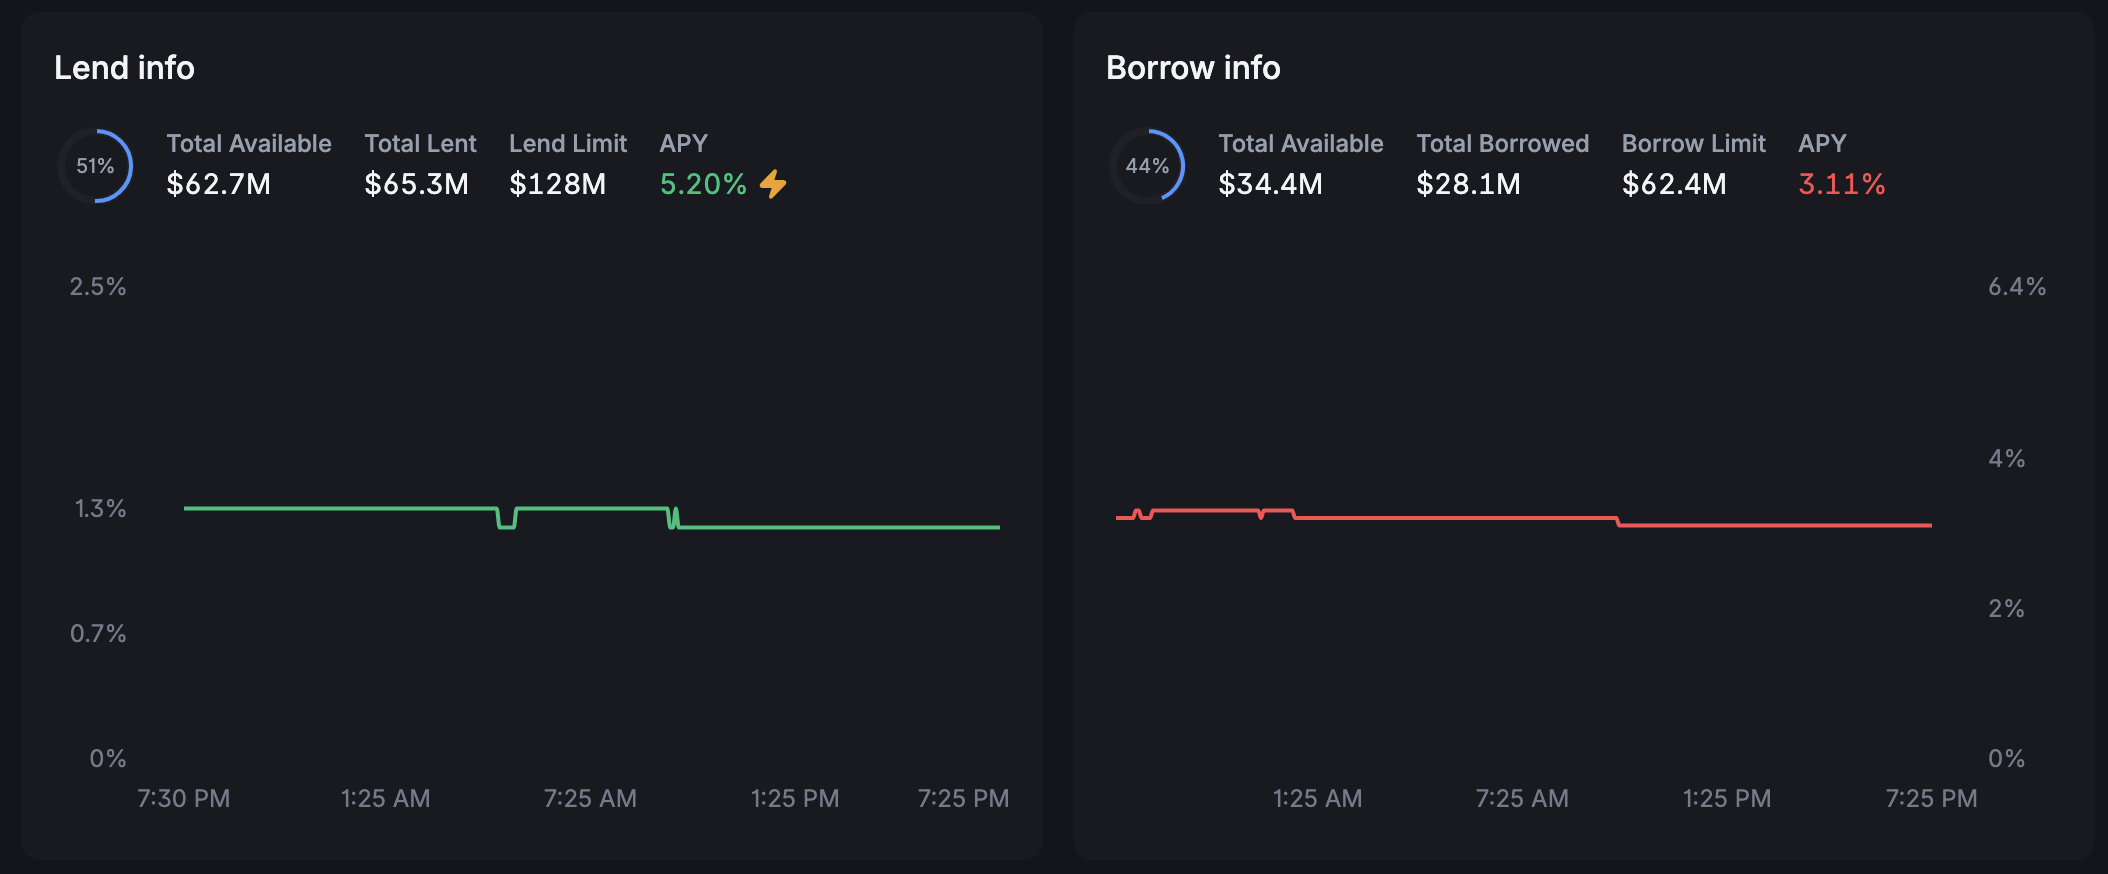 Lend info
51%
Total Available
$62.7M
Total Lent
$65.3M
Lend Limit
$128M
APY
5.20%
2.5%
1.3%
0.7%
0%
7:30 PM
1:25 AM
7:25 AM
1:25 PM
7:25 PM
Borrow info
44%
Total Available
$34.4M
Total Borrowed
$28.1M
Borrow Limit
$62.4M
APY
3.11%
6.4%
4%
2%
0%
1:25 AM
7:25 AM
1:25 PM
7:25 PM